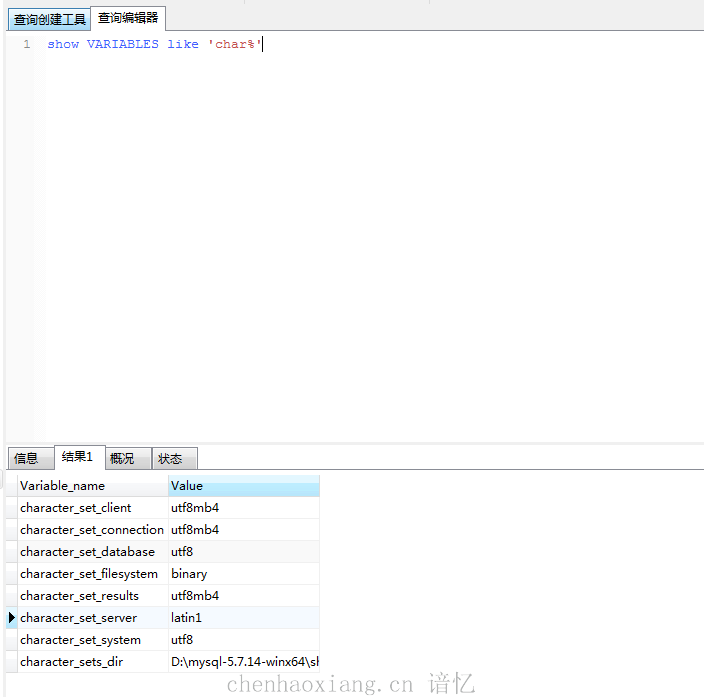 查询创建工具 查询编辑器
1 show VARIABLES like 'char%'
信息 结果1 概况 状态
Variable_name Value
character_set_client utf8mb4
character_set_connection utf8mb4
character_set_database utf8
character_set_filesystem binary
character_set_results utf8mb4
character_set_server latin1
character_set_system utf8
character_sets_dir D:\mysql-5.7.14-winx64\sh
chenhaoxiang.cn 谙忆